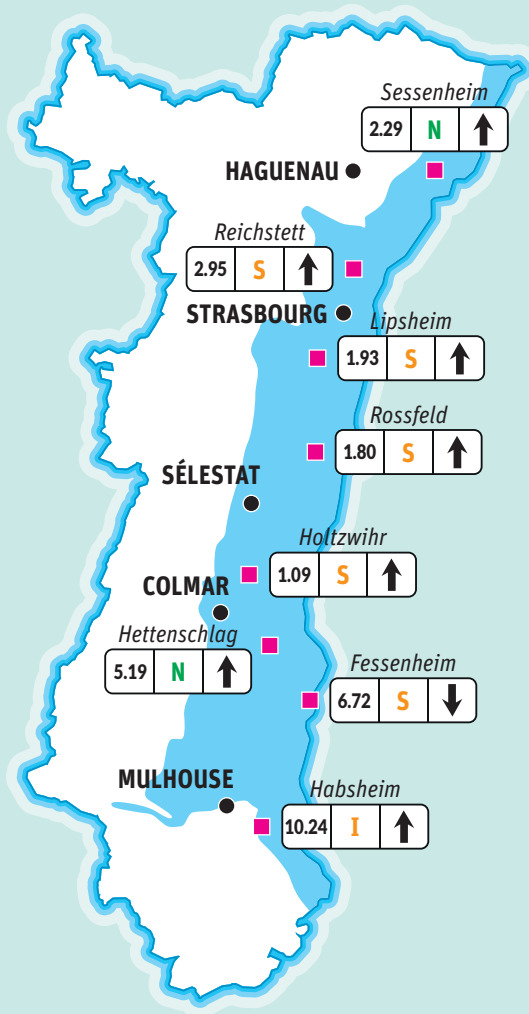 Sessenheim
2.29 N ↑
HAGUENAU
Reichstett
2.95 S ↑
STRASBOURG
Lipsheim
1.93 S ↑
Rossfeld
1.80 S ↑
SÉLESTAT
Holtzwihr
1.09 S ↑
COLMAR
Hettenschlag
5.19 N ↑
Fessenheim
6.72 S ↓
MULHOUSE
Habsheim
10.24 I ↑